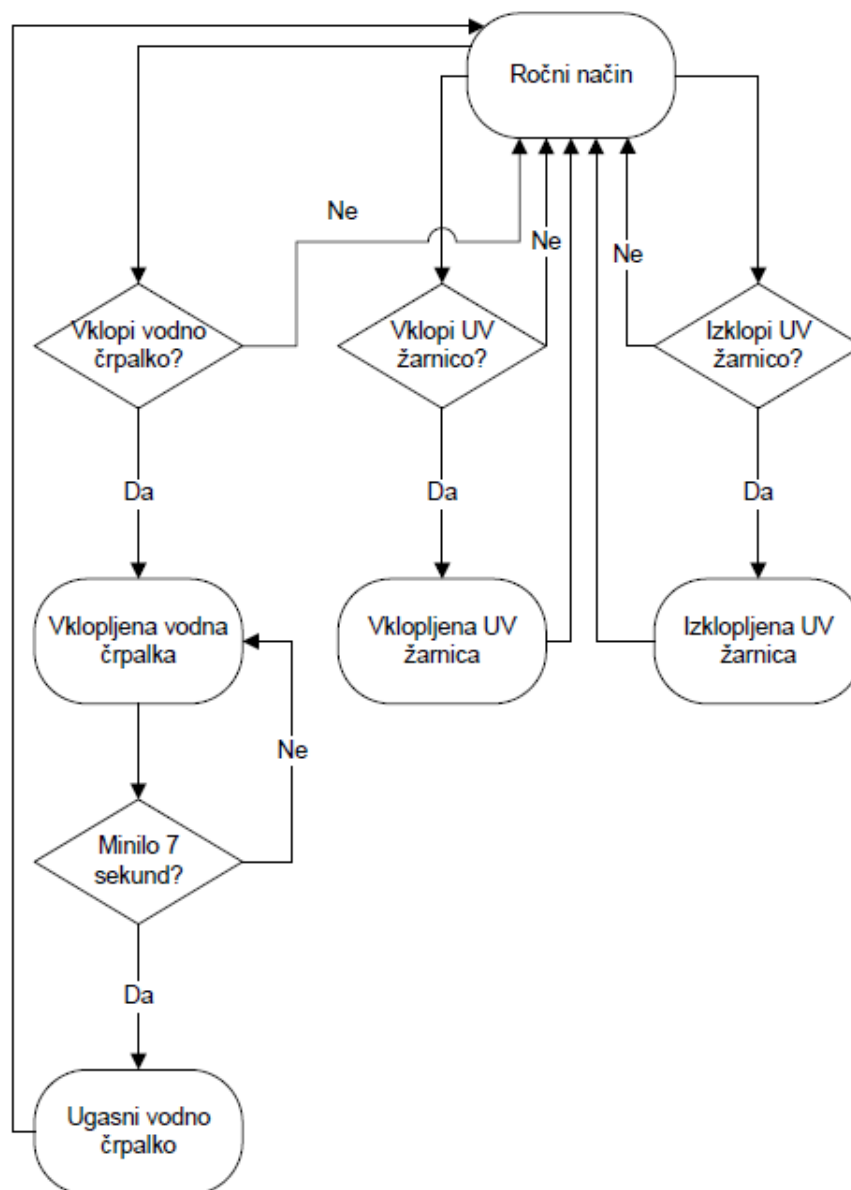 Ročni način
Ne
Ne
Ne
Vklopi vodno
črpalko?
Vklopi UV
žarnico?
Izklopi UV
žarnico?
Da
Da
Da
Vklopljena vodna
črpalka
Vklopljena UV
žarnica
Izklopljena UV
žarnica
Ne
Minilo 7
sekund?
Da
Ugasni vodno
črpalko